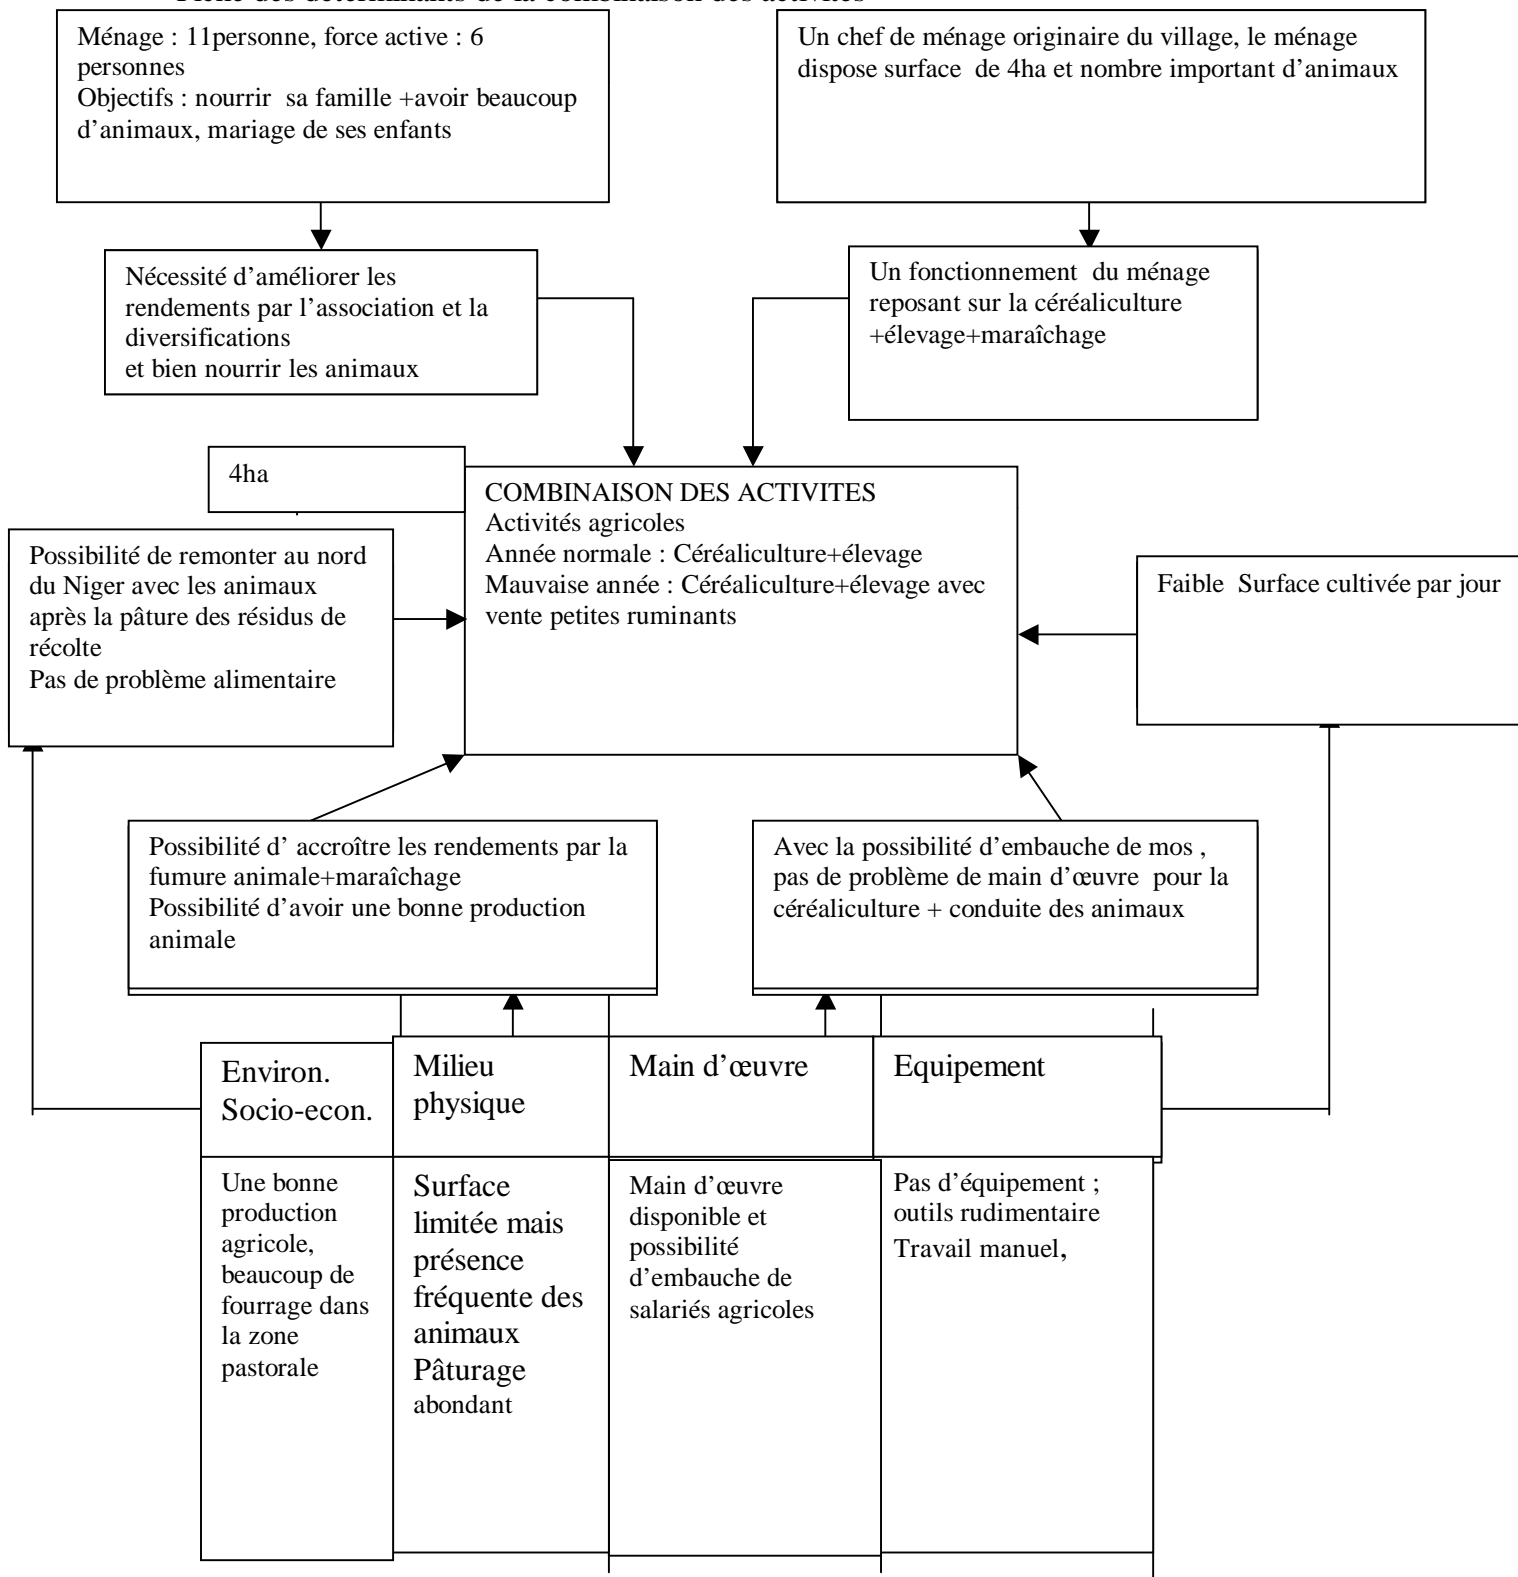 Fiche des déterminants de la combinaison des activités
Ménage : 11personne, force active : 6
personnes
Objectifs : nourrir sa famille +avoir beaucoup
d’animaux, mariage de ses enfants
Un chef de ménage originaire du village, le ménage
dispose surface de 4ha et nombre important d’animaux
Nécessité d’améliorer les
rendements par l’association et la
diversifications
et bien nourrir les animaux
Un fonctionnement du ménage
reposant sur la céréaliculture
+élevage+maraîchage
4ha
COMBINAISON DES ACTIVITES
Activités agricoles
Année normale : Céréaliculture+élevage
Mauvaise année : Céréaliculture+élevage avec
vente petites ruminants
Possibilité de remonter au nord
du Niger avec les animaux
après la pâture des résidus de
récolte
Pas de problème alimentaire
Faible Surface cultivée par jour
Possibilité d’ accroître les rendements par la
fumure animale+maraîchage
Possibilité d’avoir une bonne production
animale
Avec la possibilité d’embauche de mos ,
pas de problème de main d’œuvre pour la
céréaliculture + conduite des animaux
Environ.
Socio-econ.
Milieu
physique
Main d’œuvre
Equipement
Une bonne
production
agricole,
beaucoup de
fourrage dans
la zone
pastorale
Surface
limitée mais
présence
fréquente des
animaux
Pâturage
abondant
Main d’œuvre
disponible et
possibilité
d’embauche de
salariés agricoles
Pas d’équipement ;
outils rudimentaire
Travail manuel,